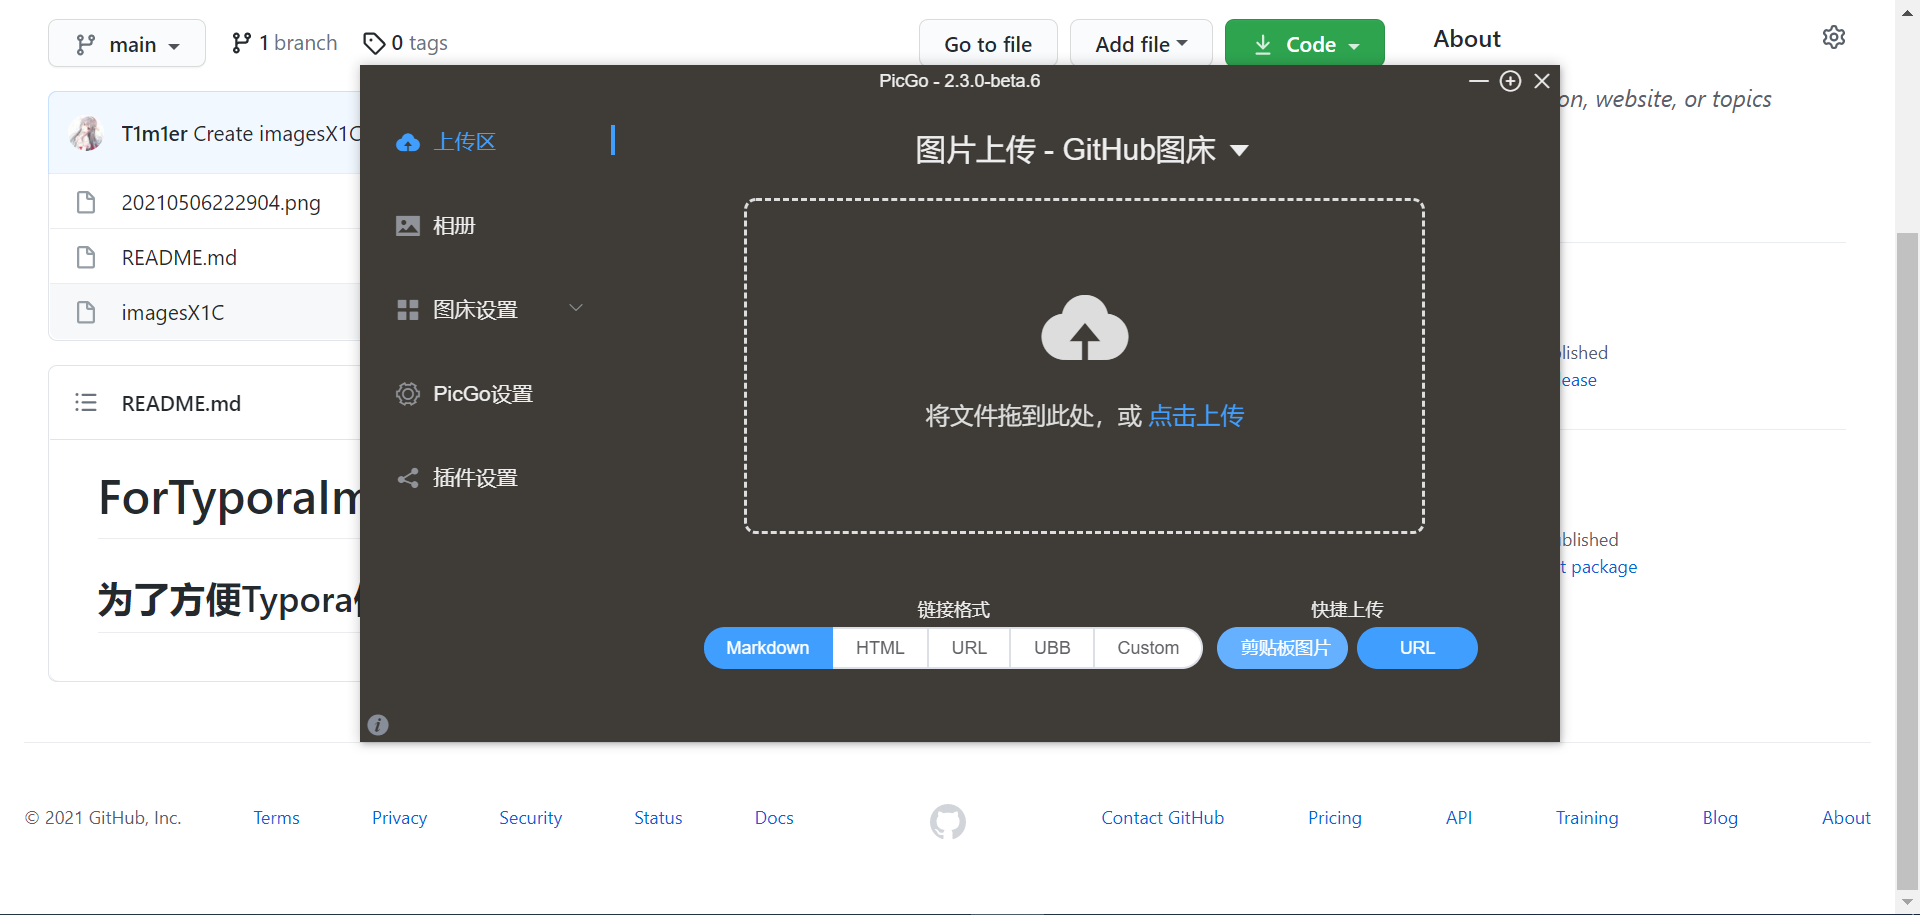 main
1 branch
0 tags
Go to file
Add file
Code
About
PicGo - 2.3.0-beta.6
on, website, or topics
T1m1er Create imagesX1C
20210506222904.png
README.md
imagesX1C
README.md
ForTyporaIm
为了方便Typora
上传区
相册
图床设置
PicGo设置
插件设置
图片上传 - GitHub图床
将文件拖到此处，或 点击上传
链接格式
快捷上传
Markdown
HTML
URL
UBB
Custom
剪贴板图片
URL
lished
ease
blished
t package
© 2021 GitHub, Inc.
Terms
Privacy
Security
Status
Docs
Contact GitHub
Pricing
API
Training
Blog
About